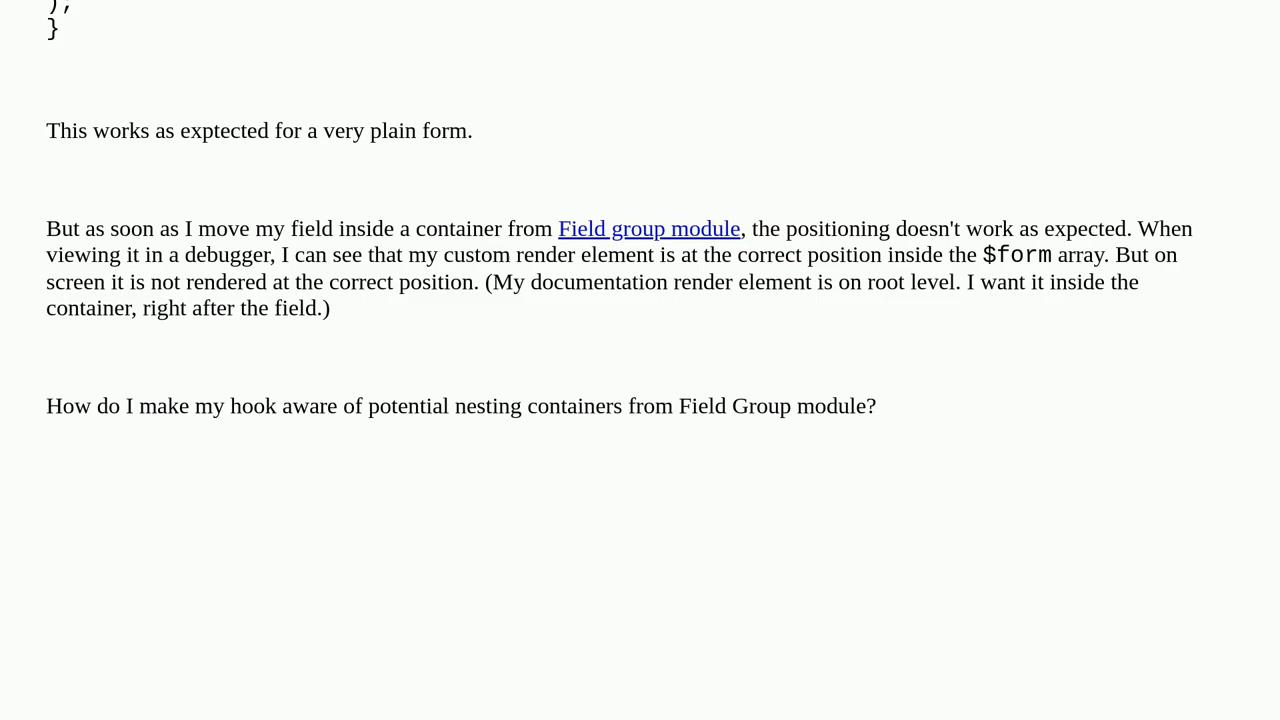 );
}
This works as exptected for a very plain form.
But as soon as I move my field inside a container from Field group module, the positioning doesn't work as expected. When
viewing it in a debugger, I can see that my custom render element is at the correct position inside the $form array. But on
screen it is not rendered at the correct position. (My documentation render element is on root level. I want it inside the
container, right after the field.)
How do I make my hook aware of potential nesting containers from Field Group module?